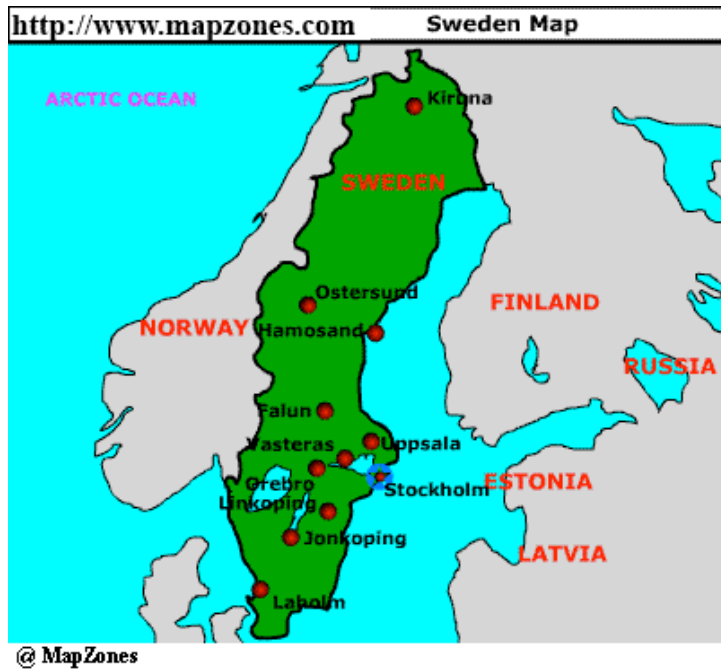 http://www.mapzones.com
Sweden Map
ARCTIC OCEAN
Kiruna
SWEDEN
Ostersund
FINLAND
NORWAY
Hamosand
RUSSIA
Falun
Vasteras
Uppsala
Orebro
Stockholm
ESTONIA
Linkoping
Jonkoping
LATVIA
Laholm
@ MapZones